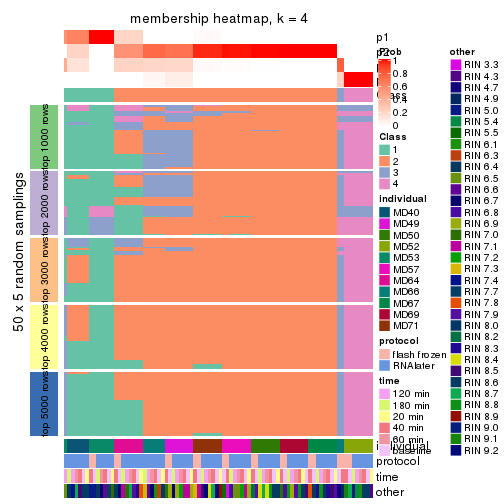 membership heatmap, k = 4
50 x 5 random samplings
top 1000 rows
top 2000 rows
top 3000 rows
top 4000 rows
top 5000 rows
p1
Class
protocol
time
other
Prob
1
0.8
0.6
0.4
0.2
0
Class
1
2
3
4
individual
MD40
MD49
MD50
MD52
MD53
MD57
MD64
MD66
MD67
MD69
MD71
protocol
flash frozen
RNAlater
time
120 min
180 min
20 min
40 min
60 min
baseline
other
RIN 3.3
RIN 4.3
RIN 4.7
RIN 4.9
RIN 5.0
RIN 5.4
RIN 5.5
RIN 6.1
RIN 6.3
RIN 6.4
RIN 6.5
RIN 6.6
RIN 6.7
RIN 6.8
RIN 6.9
RIN 7.0
RIN 7.1
RIN 7.2
RIN 7.3
RIN 7.4
RIN 7.7
RIN 7.8
RIN 7.9
RIN 8.0
RIN 8.2
RIN 8.3
RIN 8.4
RIN 8.5
RIN 8.6
RIN 8.7
RIN 8.8
RIN 8.9
RIN 9.0
RIN 9.1
RIN 9.2